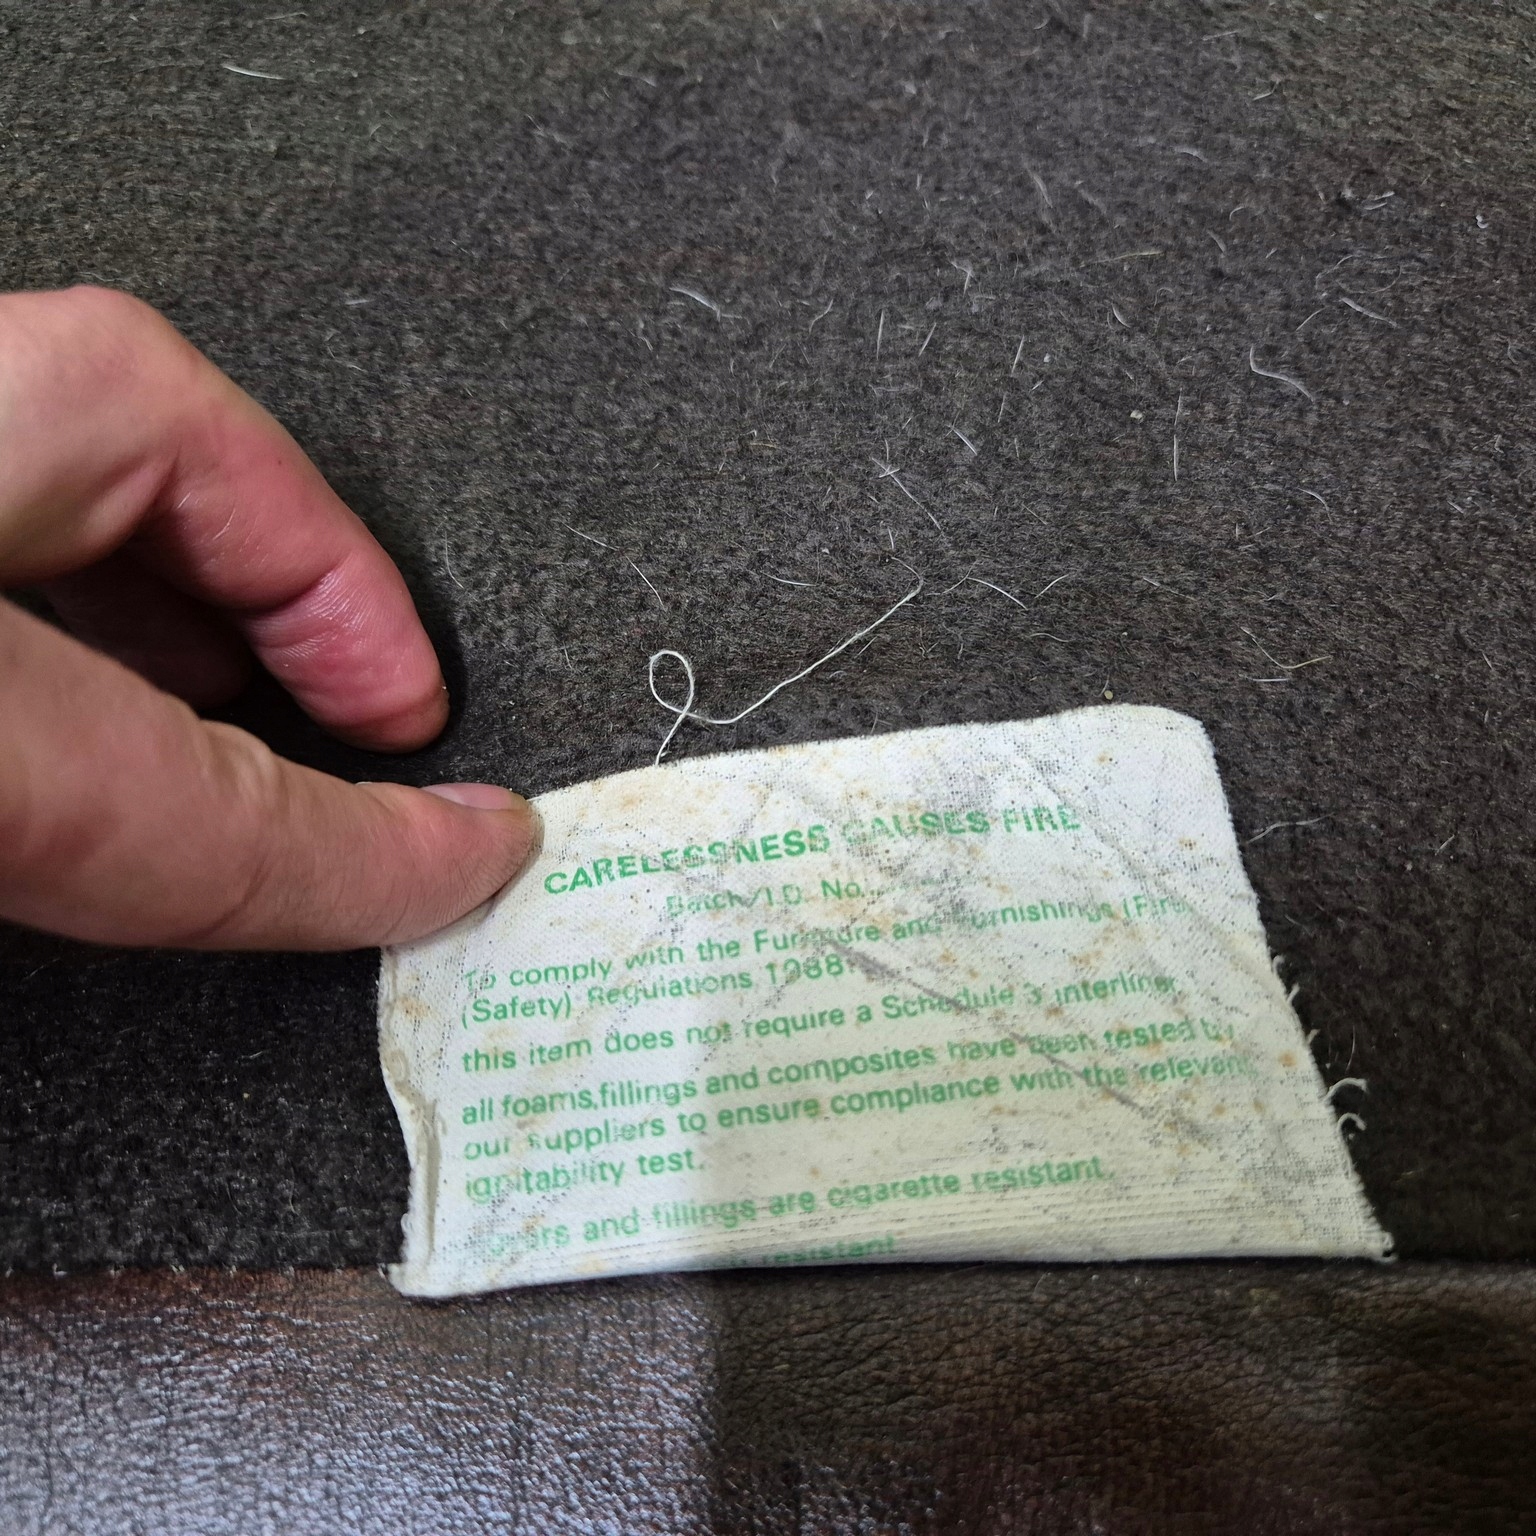 CARELESSNESS CAUSES FIRE
Batch/I.D. No.
To comply with the Furniture and Furnishings (Fire)
(Safety) Regulations 1988:
this item does not require a Schedule 3 interliner
all foams,fillings and composites have been tested by
our suppliers to ensure compliance with the relevant
ignitability test.
and fillings are cigarette resistant.
resistant